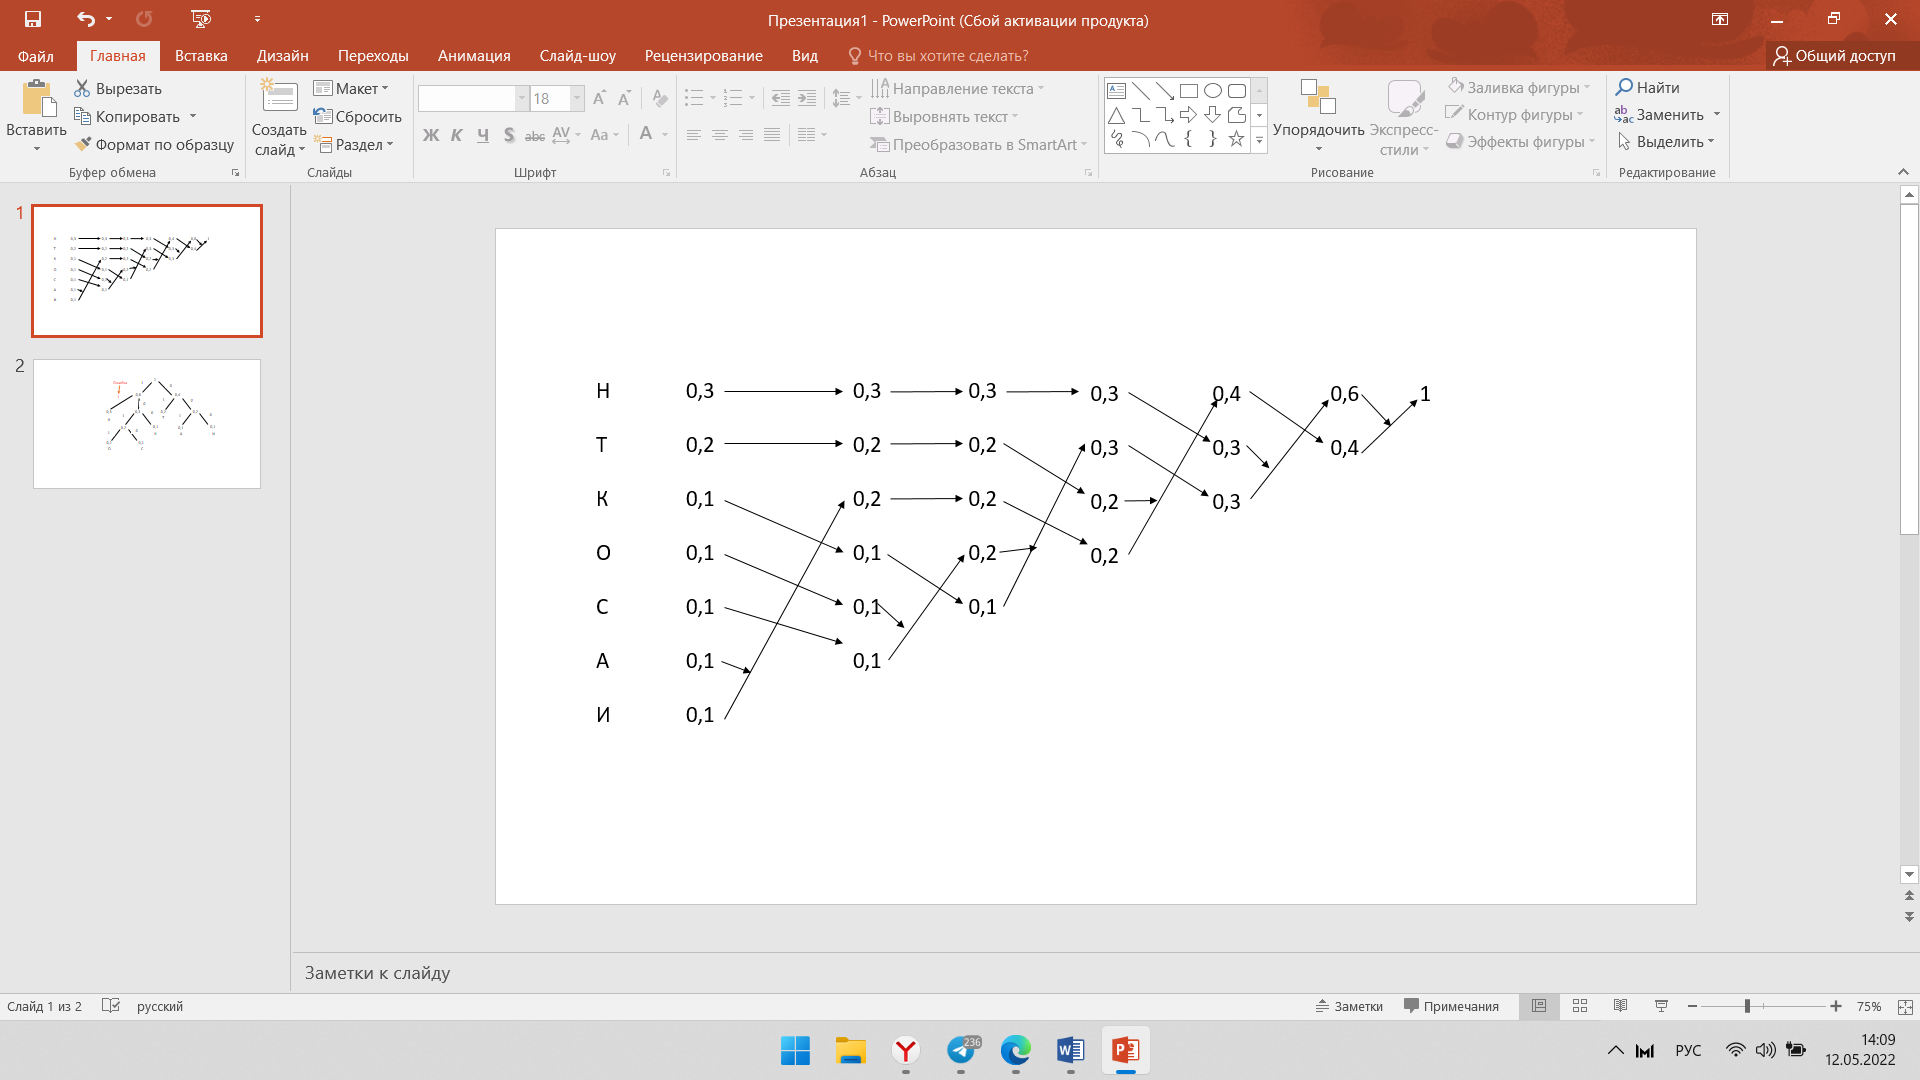 Презентация1 - PowerPoint (Сбой активации продукта)
Файл Главная Вставка Дизайн Переходы Анимация Слайд-шоу Рецензирование Вид Что вы хотите сделать? Общий доступ
Вставить
Вырезать
Копировать
Формат по образцу
Буфер обмена
Создать слайд
Макет
Сбросить
Раздел
Слайды
18
Ж К Ч S abc AV Aa A
Шрифт
Направление текста
Выровнять текст
Преобразовать в SmartArt
Абзац
Упорядочить
Экспресс-стили
Заливка фигуры
Контур фигуры
Эффекты фигуры
Рисование
Найти
Заменить
Выделить
Редактирование
1
2
Н 0,3 0,3 0,3 0,3 0,4 0,6 1
Т 0,2 0,2 0,2 0,3 0,3 0,4
К 0,1 0,2 0,2 0,2 0,3
О 0,1 0,1 0,2 0,2
С 0,1 0,1 0,1
А 0,1 0,1
И 0,1
Заметки к слайду
Слайд 1 из 2 русский Заметки Примечания 75%
236
РУС
14:09
12.05.2022